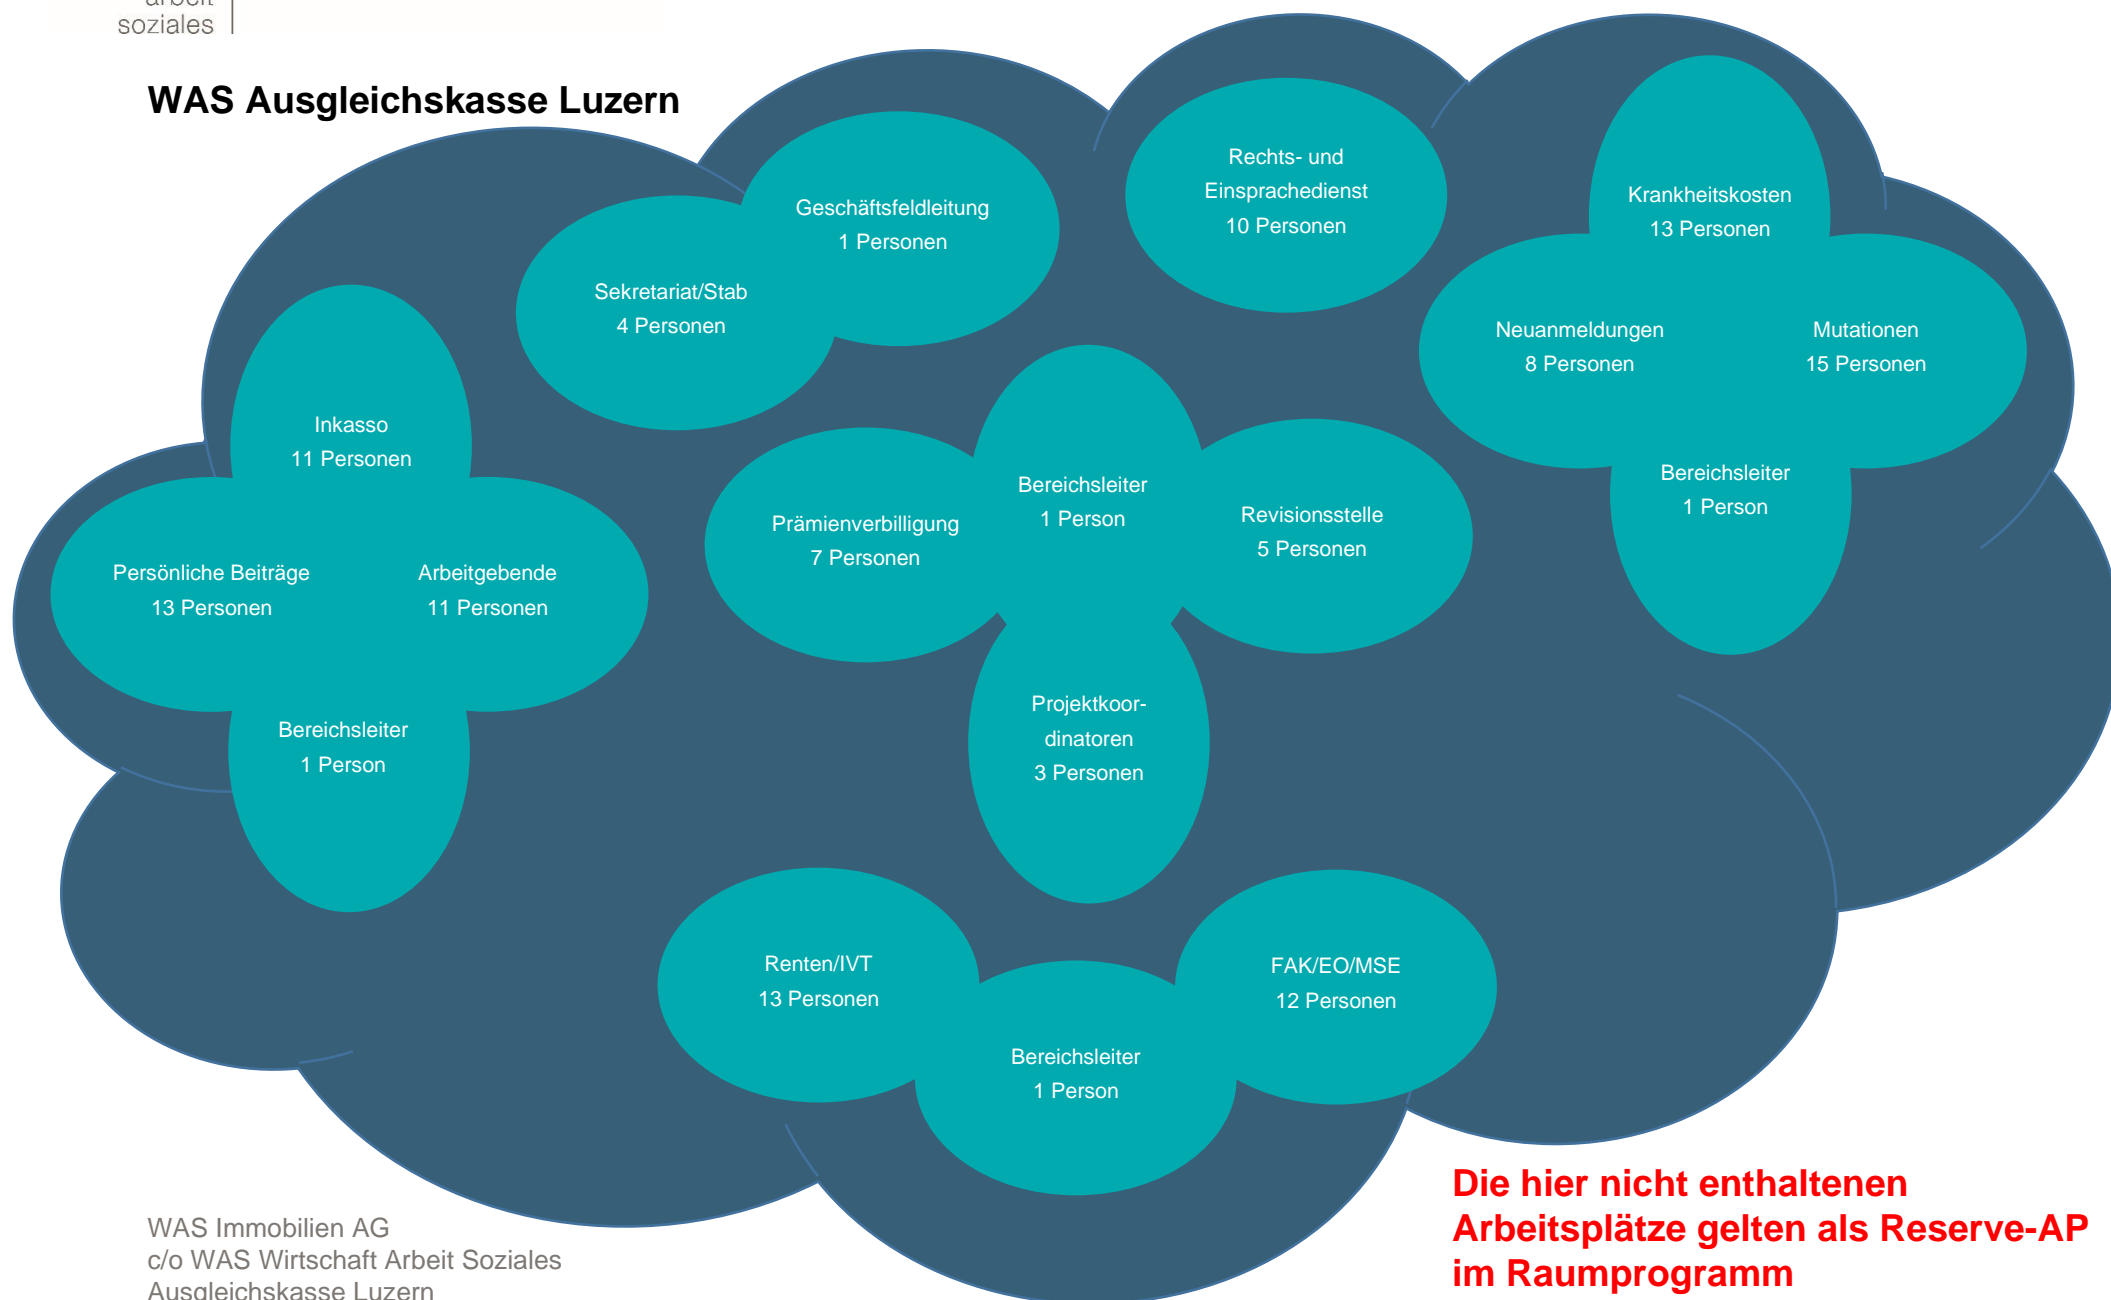 arbeit
soziales
WAS Ausgleichskasse Luzern
Geschäftsfeldleitung
1 Personen
Sekretariat/Stab
4 Personen
Rechts- und
Einsprachedienst
10 Personen
Krankheitskosten
13 Personen
Neuanmeldungen
8 Personen
Mutationen
15 Personen
Bereichsleiter
1 Person
Inkasso
11 Personen
Persönliche Beiträge
13 Personen
Arbeitgebende
11 Personen
Bereichsleiter
1 Person
Bereichsleiter
1 Person
Prämienverbilligung
7 Personen
Revisionsstelle
5 Personen
Projektkoor-
dinatoren
3 Personen
Renten/IVT
13 Personen
FAK/EO/MSE
12 Personen
Bereichsleiter
1 Person
Die hier nicht enthaltenen
Arbeitsplätze gelten als Reserve-AP
im Raumprogramm
WAS Immobilien AG
c/o WAS Wirtschaft Arbeit Soziales
Ausgleichskasse Luzern